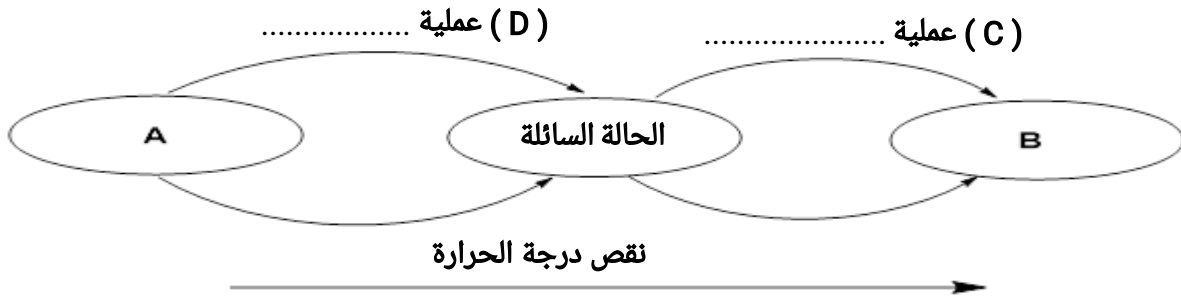 ( D ) عملية ..................
( C ) عملية ......................
A
الحالة السائلة
B
نقص درجة الحرارة